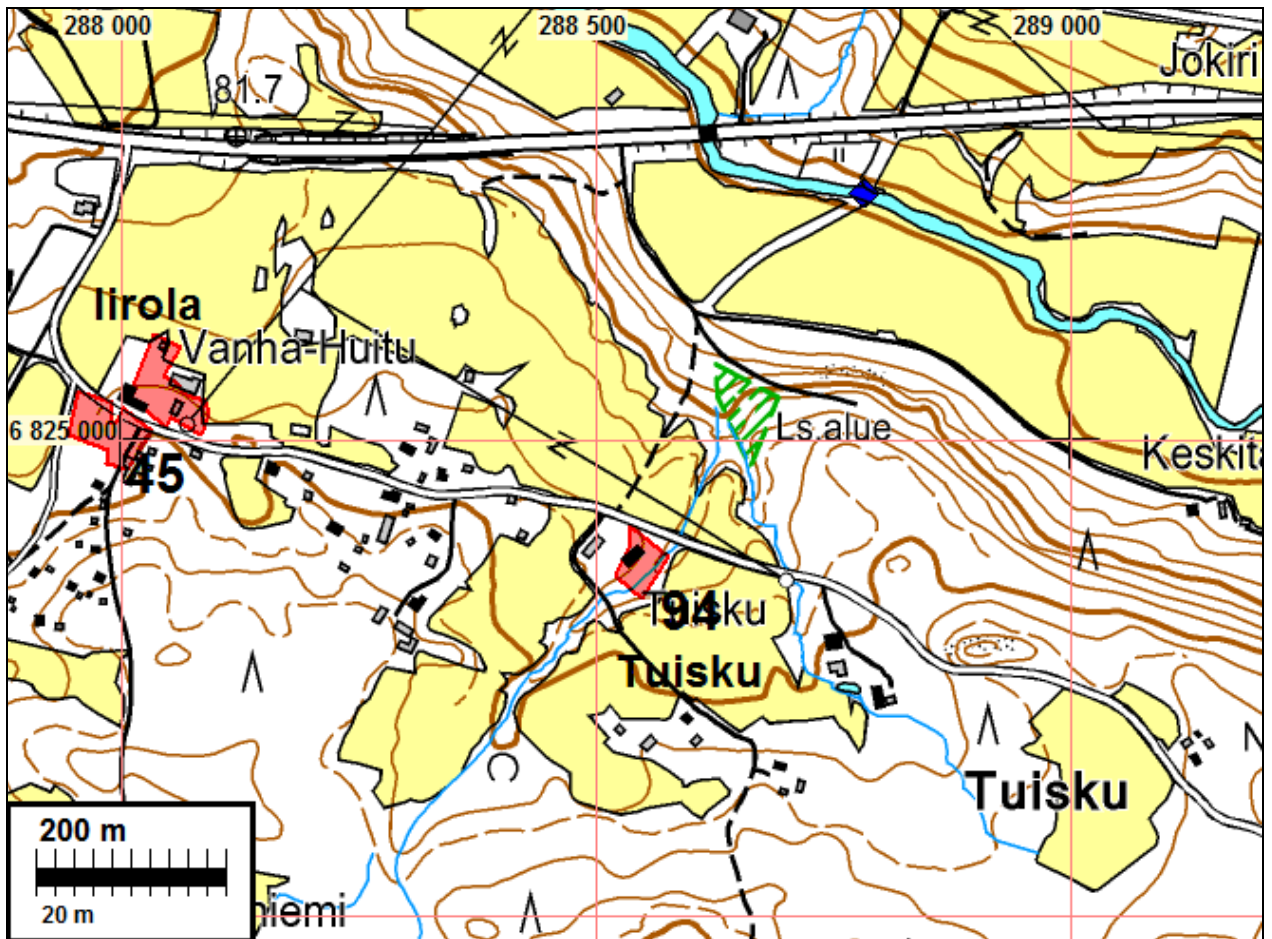 288 000
288 500
289 000
Jokiri
81.7
Iirola
Vanha-Huitu
6 825 000
Ls.alue
45
Keskita
Tuisku
94
Tuisku
Tuisku
200 m
20 m
niemi